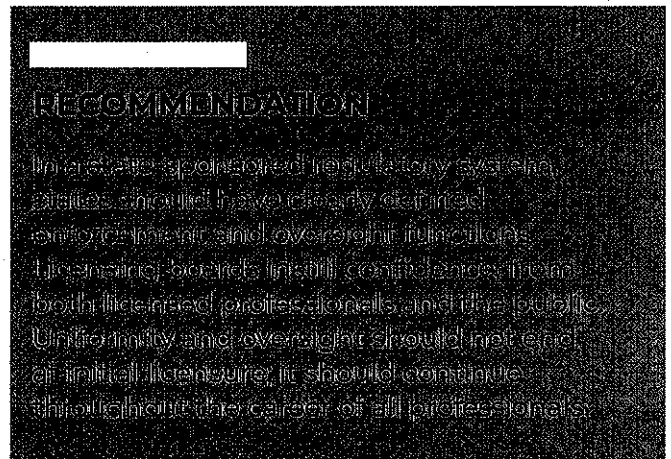 RECOMMENDATION
In a state-sponsored regulatory system,
states should have clearly defined
enforcement and oversight functions.
Licensing boards instill confidence from
both licensed professionals and the public.
Uniformity and oversight should not end
at initial licensure; it should continue
throughout the career of all professionals.